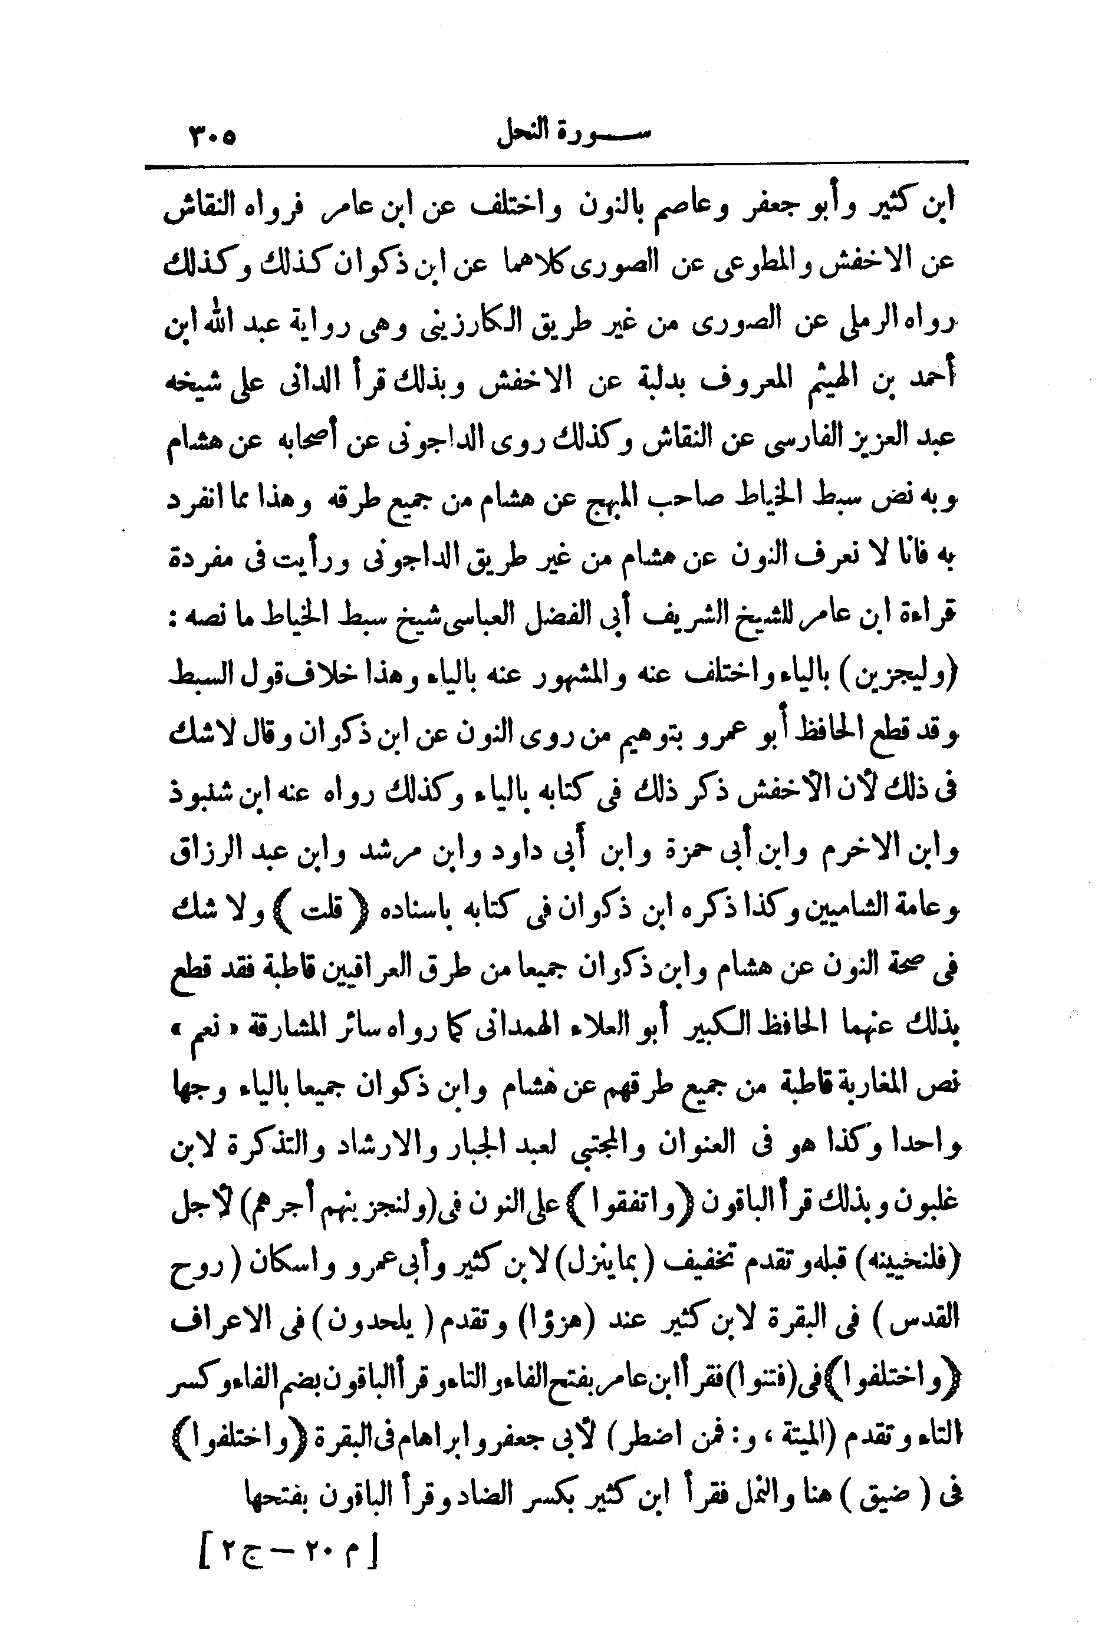 ســـورة النحل ٣٠٥
ابن كثير وأبو جعفر وعاصم بالنون واختلف عن ابن عامر فرواه النقاش
عن الاخفش والمطوعى عن الصورى كلاهما عن ابن ذكوان كذلك وكذلك
رواه الرملى عن الصورى من غير طريق الكارزينى وهى رواية عبد الله ابن
أحمد بن الهيثم المعروف بدلبة عن الاخفش وبذلك قرأ الدانى على شيخه
عبد العزيز الفارسى عن النقاش وكذلك روى الداجونى عن أصحابه عن هشام
وبه نص سبط الخياط صاحب المبهج عن هشام من جميع طرقه وهذا مما انفرد
به فانا لا نعرف النون عن هشام من غير طريق الداجونى ورأيت فى مفردة
قراءة ابن عامر للشيخ الشريف أبى الفضل العباسى شيخ سبط الخياط ما نصه :
(وليجزين) بالياء واختلف عنه والمشهور عنه بالياء وهذا خلاف قول السبط
وقد قطع الحافظ أبو عمرو بتوهيم من روى النون عن ابن ذكوان وقال لاشك
فى ذلك لأن الأخفش ذكر ذلك فى كتابه بالياء وكذلك رواه عنه ابن شنبوذ
وابن الاخرم وابن أبى حمزة وابن أبى داود وابن مرشد وابن عبد الرزاق
وعامة الشاميين وكذا ذكره ابن ذكوان فى كتابه باسناده ﴿ قلت ﴾ ولا شك
فى صحة النون عن هشام وابن ذكوان جميعا من طرق العراقيين قاطبة فقد قطع
بذلك عنهما الحافظ الكبير أبو العلاء الهمدانى كما رواه سائر المشارقة « نعم »
نص المغاربة قاطبة من جميع طرقهم عن هشام وابن ذكوان جميعا بالياء وجها
واحدا وكذا هو فى العنوان والمجتبى لعبد الجبار والارشاد والتذكرة لابن
غلبون وبذلك قرأ الباقون ﴿واتفقوا﴾ على النون فى (ولنجزينهم أجرهم) لأجل
(فلنحيينه) قبله وتقدم تخفيف (بما ينزل) لابن كثير وأبى عمرو واسكان (روح
القدس) فى البقرة لابن كثير عند (هزؤا) وتقدم (يلحدون) فى الاعراف
﴿واختلفوا﴾ فى (فتنوا) فقرأ ابن عامر بفتح الفاء والتاء وقرأ الباقون بضم الفاء وكسر
التاء وتقدم (الميتة ، و: فمن اضطر) لأبى جعفر وابراهام فى البقرة ﴿واختلفوا﴾
فى (ضيق) هنا والنمل فقرأ ابن كثير بكسر الضاد وقرأ الباقون بفتحها
[ م ٢٠ — ج ٢ ]